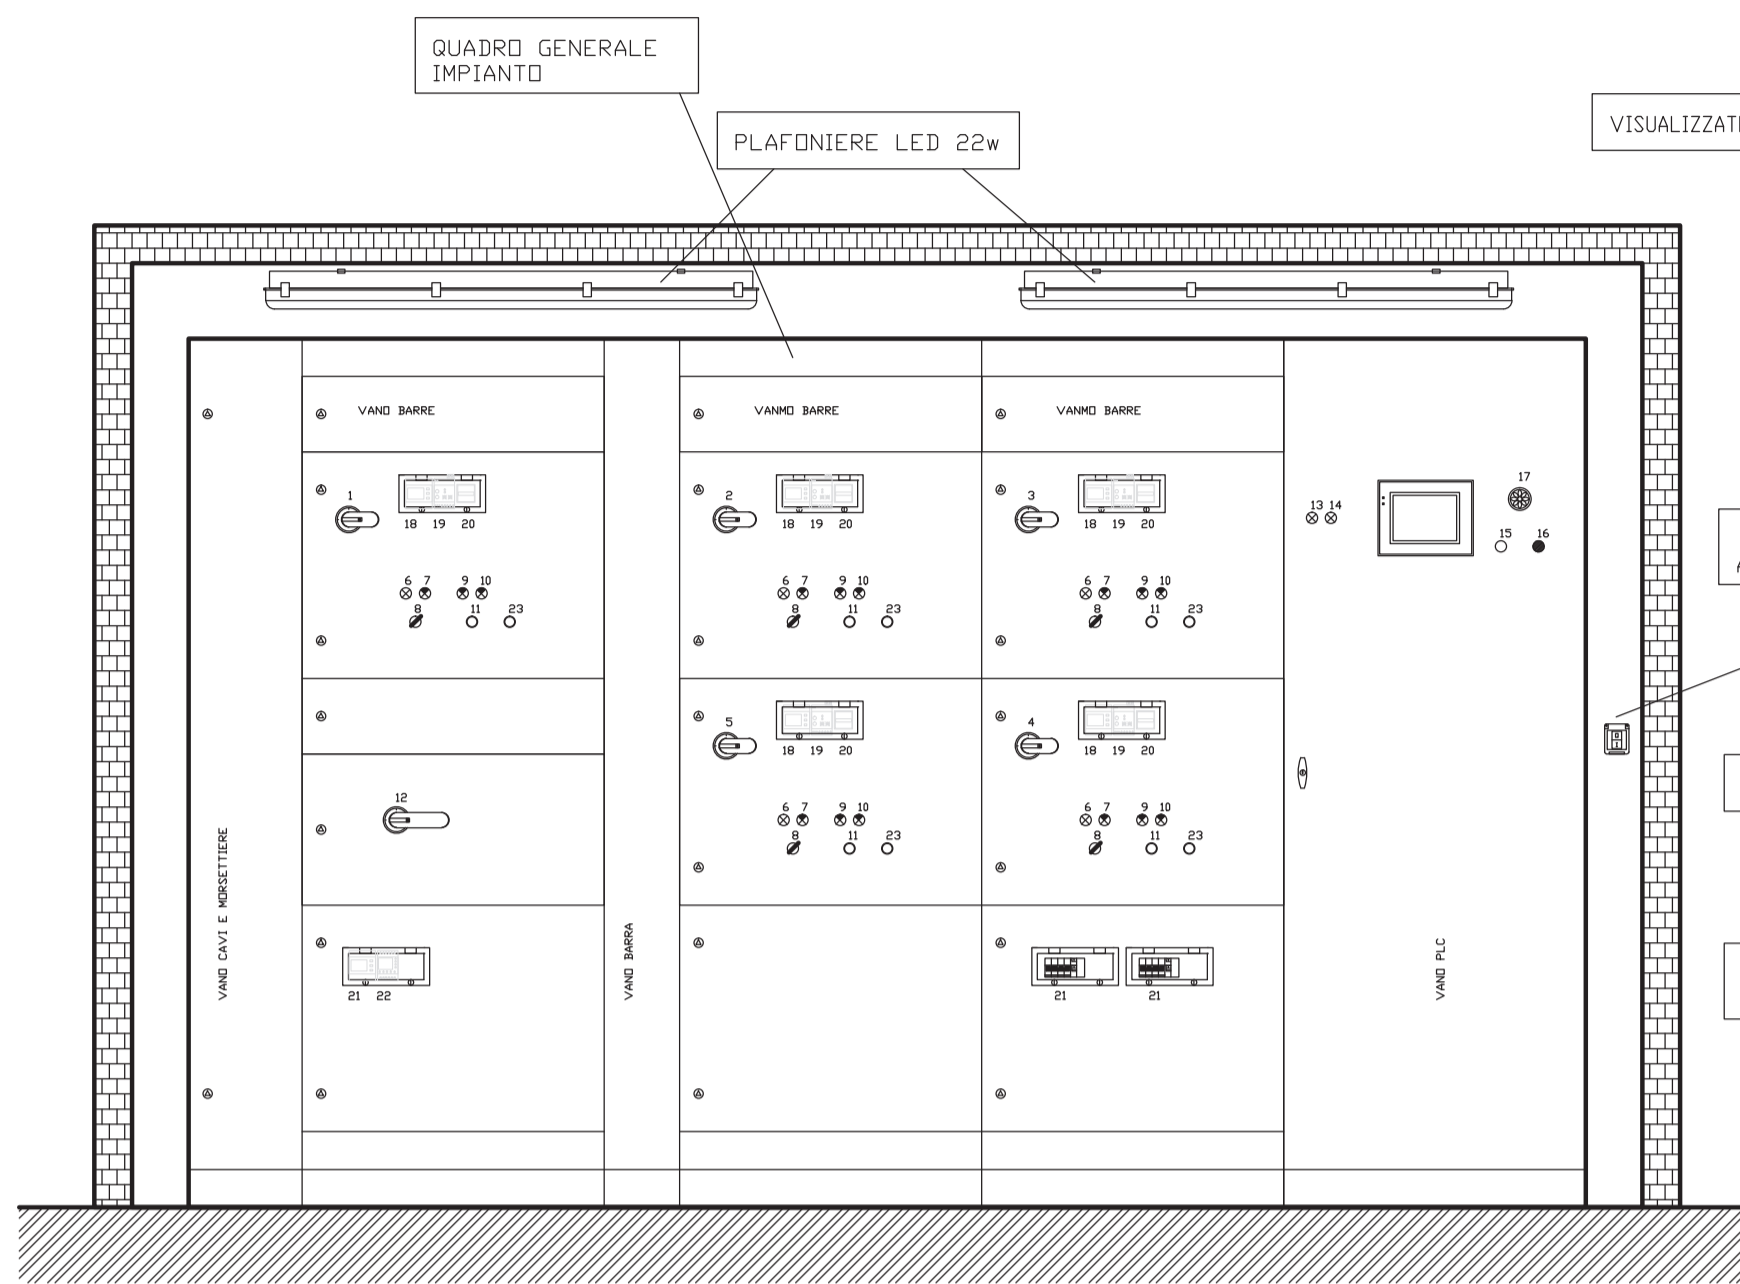 QUADRO GENERALE
IMPIANTO
PLAFONIERE LED 22w
VANO BARRE
VANMO BARRE
VANMO BARRE
1
18 19 20
2
18 19 20
3
18 19 20
13 14
17
15 16
6 7 9 10
8 11 23
6 7 9 10
8 11 23
6 7 9 10
8 11 23
5
18 19 20
4
18 19 20
12
6 7 9 10
8 11 23
6 7 9 10
8 11 23
VANO CAVI E MORSETTIERE
VANO BARRA
VANO PLC
21 22
21
21